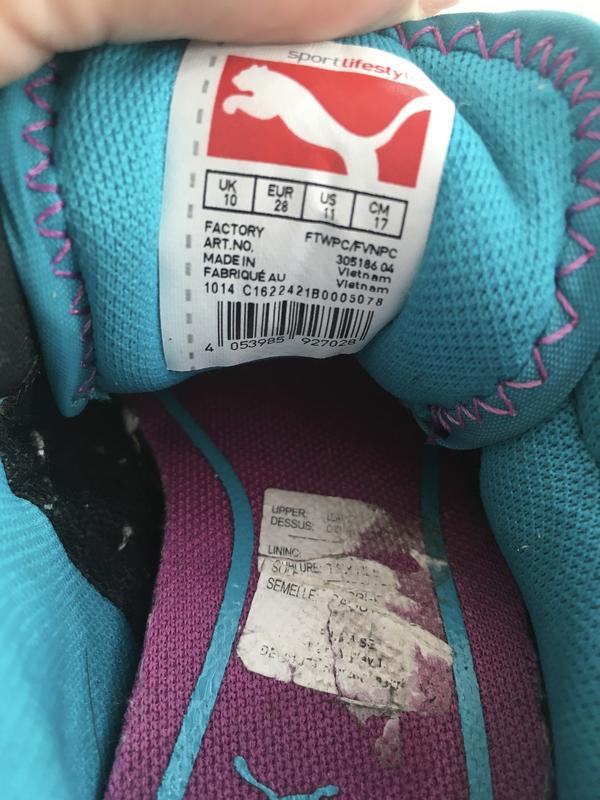 sportlifestyl
UK EUR US CM
10 28 11 17
FACTORY FTWPC/FVNPC
ART.NO. 305186 04
MADE IN Vietnam
FABRIQUÉ AU Vietnam
1014 C1622421B0005078
4 053985 927028
UPPER:
DESSUS:
LINING:
SEMELLE